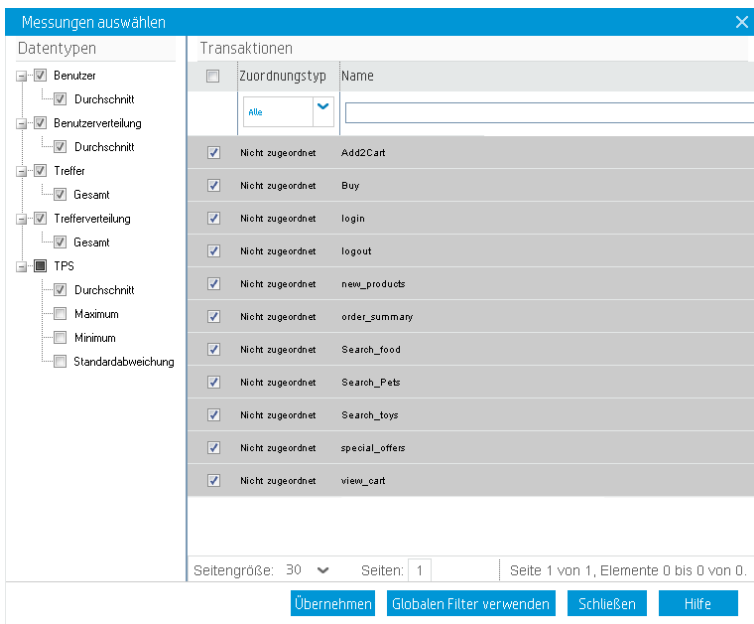 Messungen auswählen
Datentypen
Benutzer
Durchschnitt
Benutzerverteilung
Durchschnitt
Treffer
Gesamt
Trefferverteilung
Gesamt
TPS
Durchschnitt
Maximum
Minimum
Standardabweichung
Transaktionen
Zuordnungstyp Name
Alle
Nicht zugeordnet Add2Cart
Nicht zugeordnet Buy
Nicht zugeordnet login
Nicht zugeordnet logout
Nicht zugeordnet new_products
Nicht zugeordnet order_summary
Nicht zugeordnet Search_food
Nicht zugeordnet Search_Pets
Nicht zugeordnet Search_toys
Nicht zugeordnet special_offers
Nicht zugeordnet view_cart
Seitengröße: 30 Seiten: 1 Seite 1 von 1, Elemente 0 bis 0 von 0.
Übernehmen Globalen Filter verwenden Schließen Hilfe